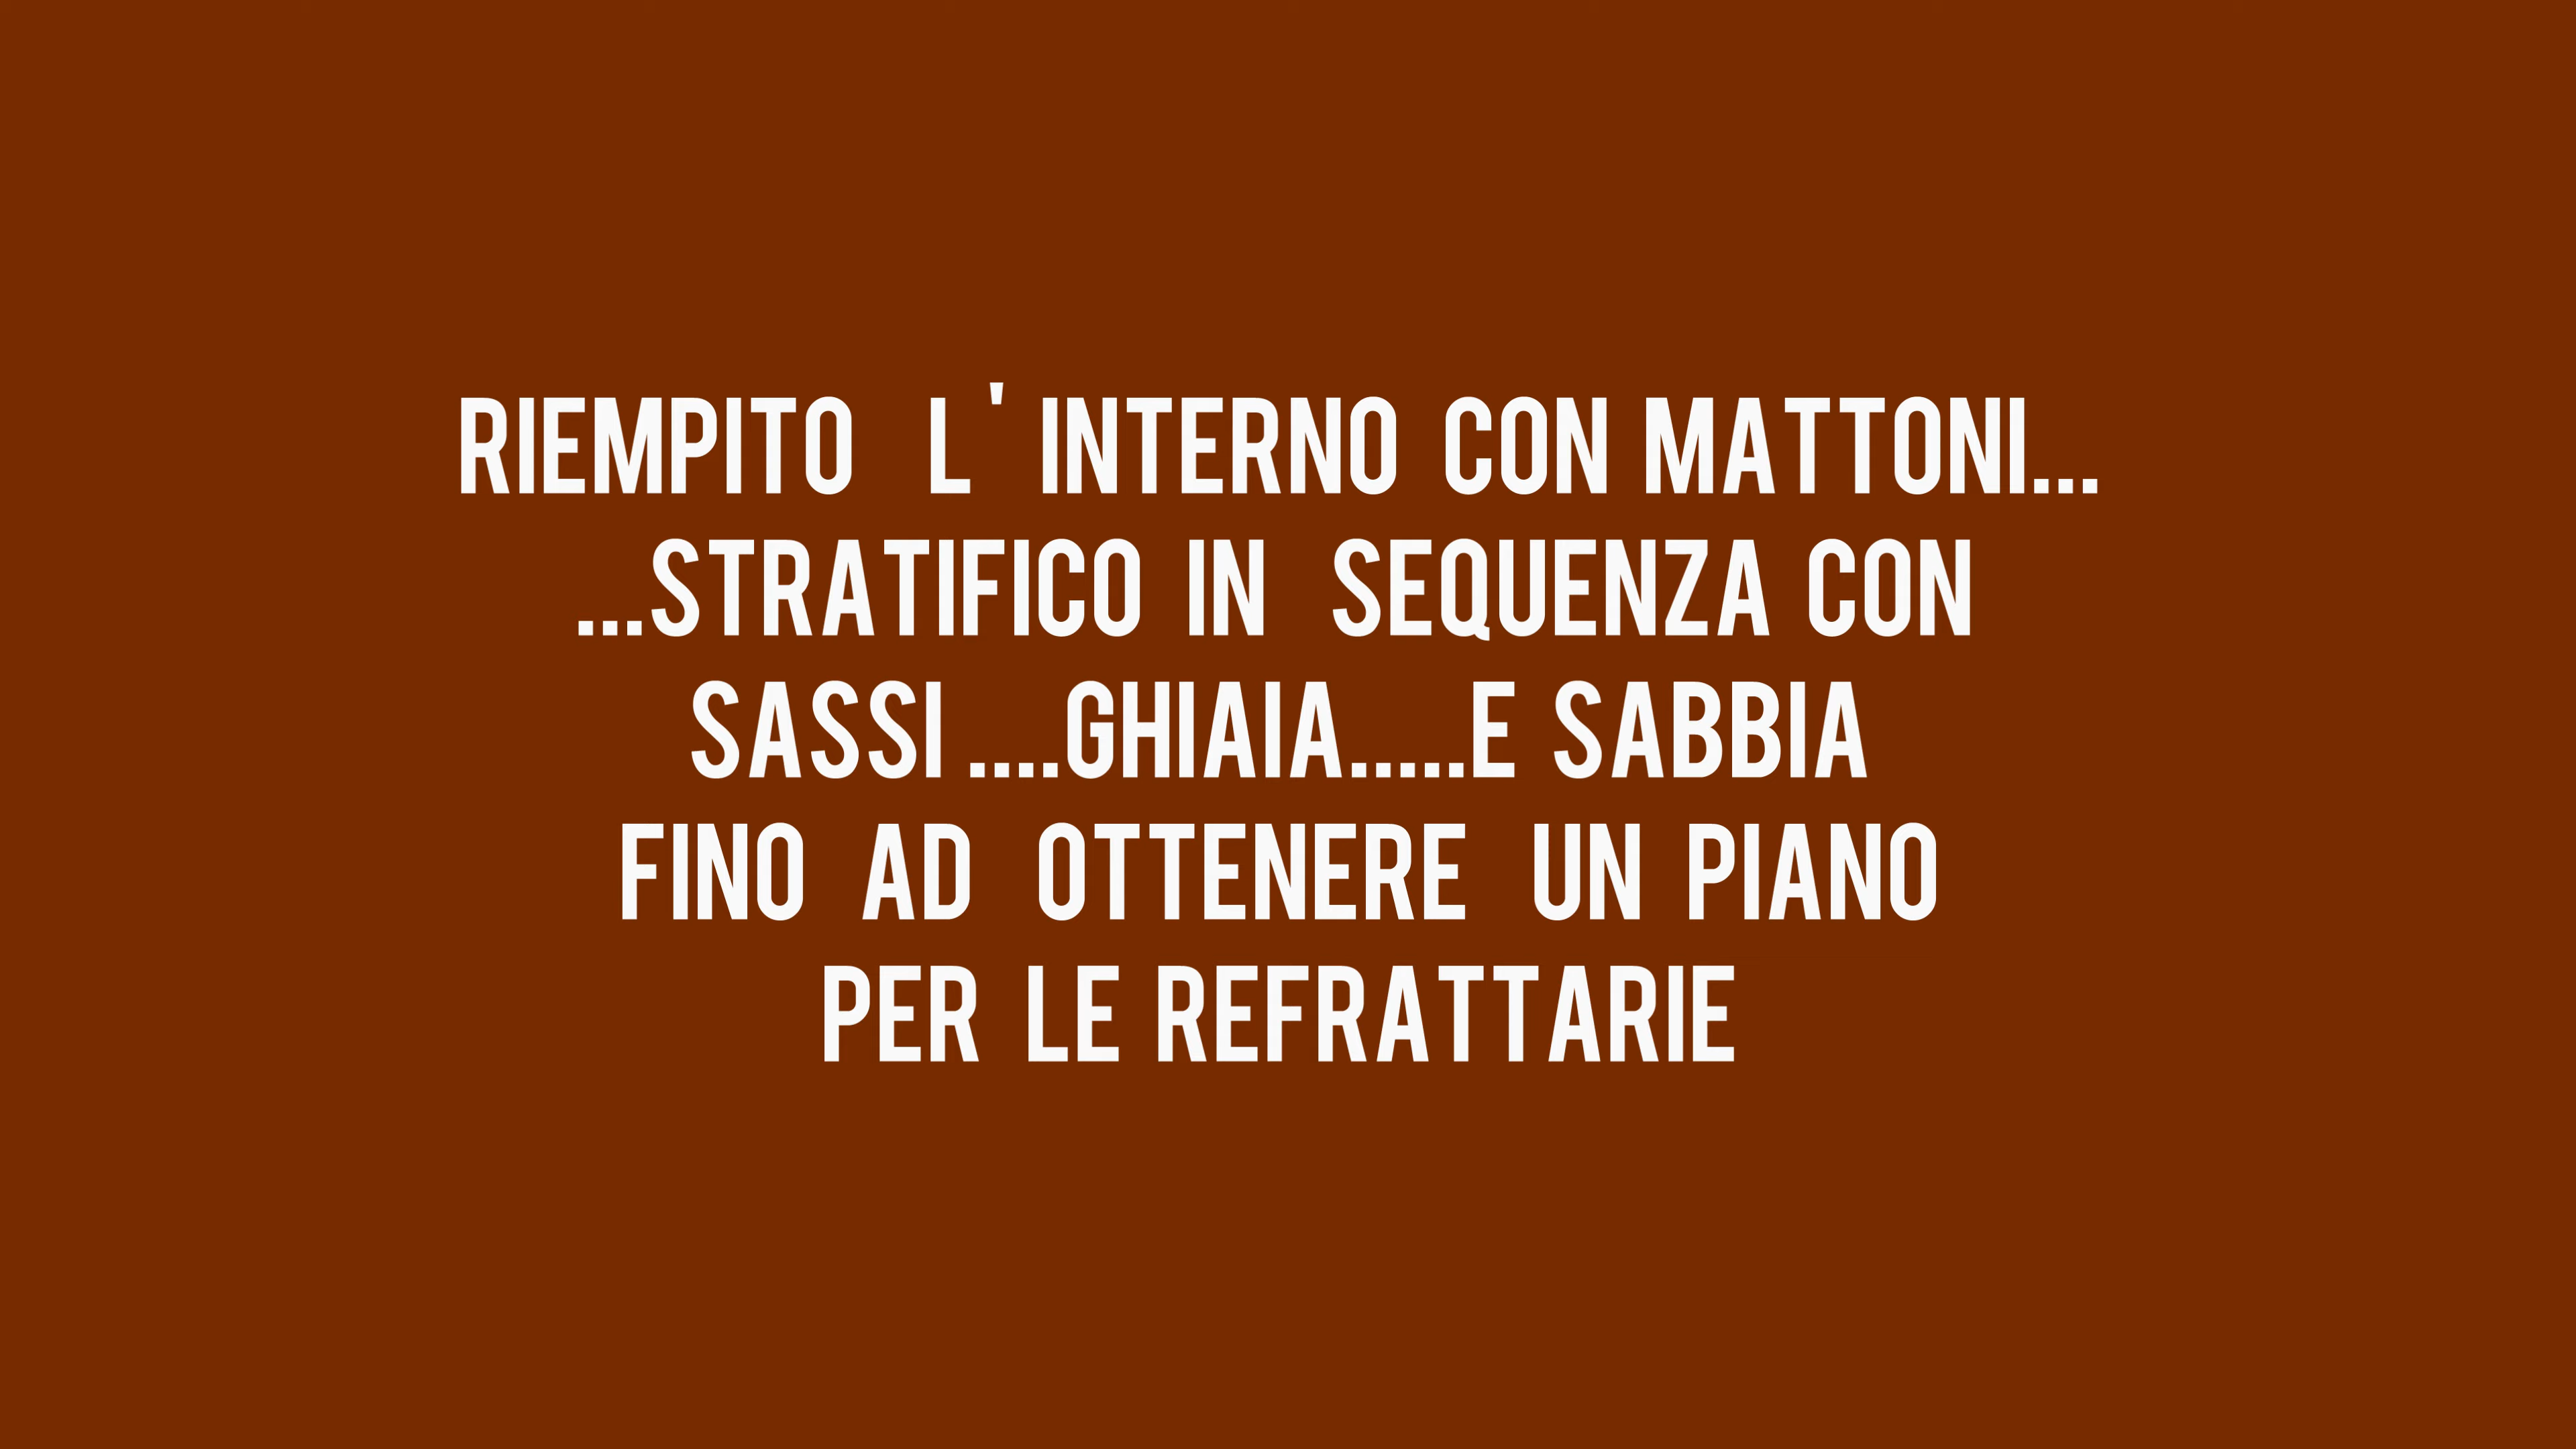 RIEMPITO L' INTERNO CON MATTONI...
...STRATIFICO IN SEQUENZA CON
SASSI ....GHIAIA.....E SABBIA
FINO AD OTTENERE UN PIANO
PER LE REFRATTARIE